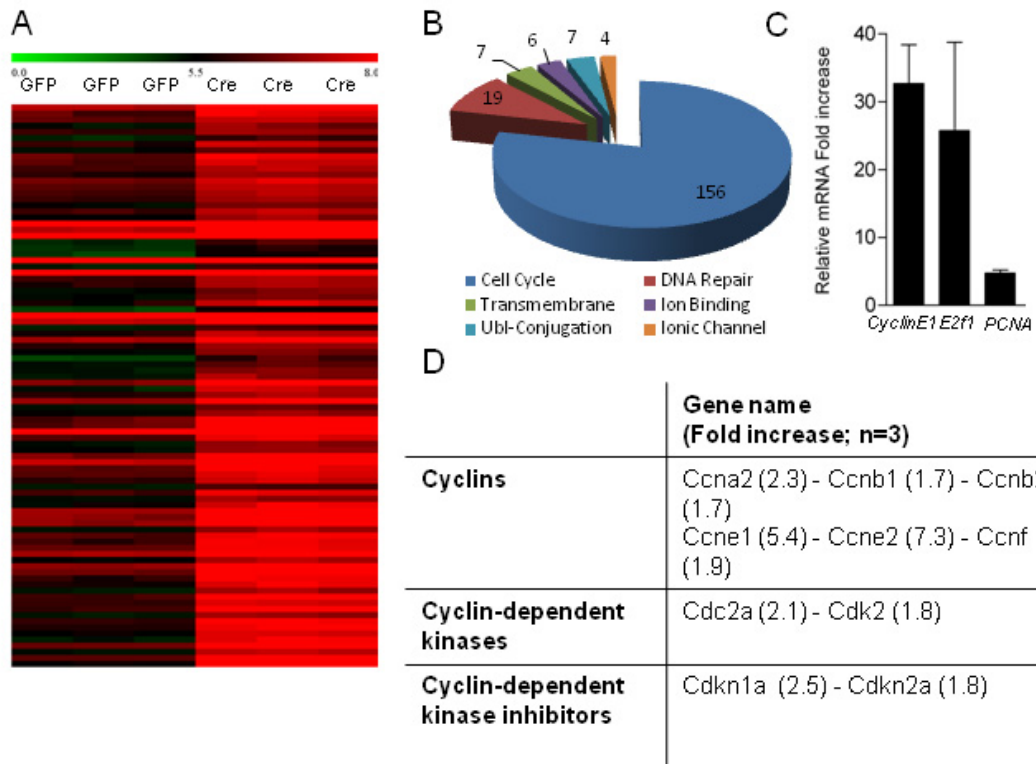 A
0.0 5.5 8.0
GFP GFP GFP Cre Cre Cre
B
7 6 7 4
19
156
Cell Cycle DNA Repair
Transmembrane Ion Binding
Ubl-Conjugation Ionic Channel
C
Relative mRNA Fold increase
40
30
20
10
0
CyclinE1 E2f1 PCNA
D
Gene name
(Fold increase; n=3)
Cyclins
Ccna2 (2.3) - Ccnb1 (1.7) - Ccnb2
(1.7)
Ccne1 (5.4) - Ccne2 (7.3) - Ccnf
(1.9)
Cyclin-dependent
kinases
Cdc2a (2.1) - Cdk2 (1.8)
Cyclin-dependent
kinase inhibitors
Cdkn1a (2.5) - Cdkn2a (1.8)